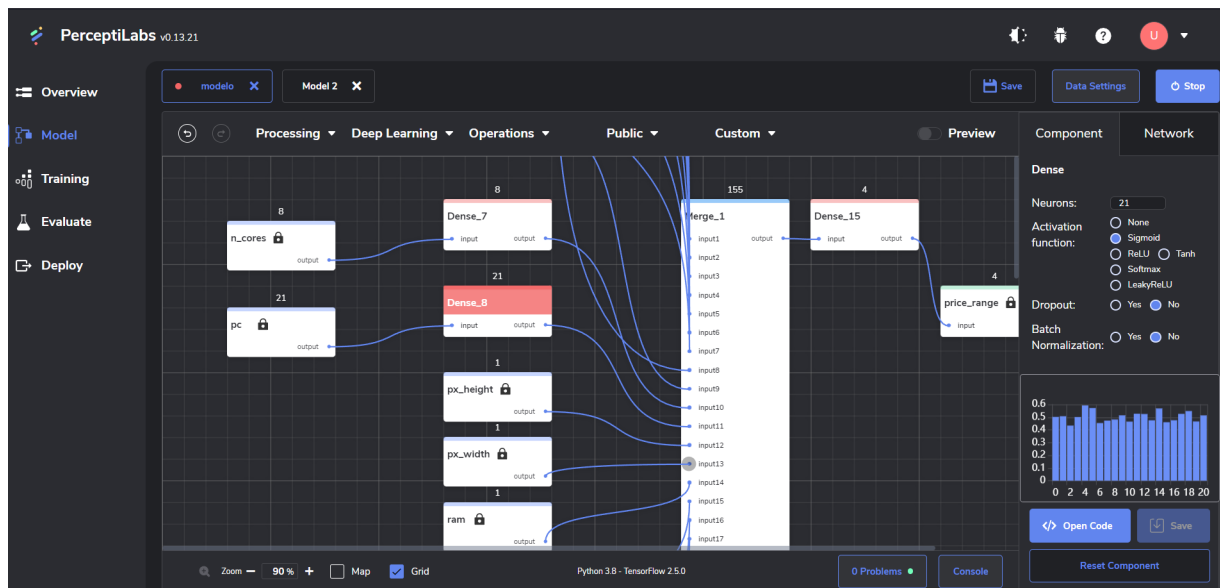 PerceptiLabs v0.13.21
? U
Overview
Model
Training
Evaluate
Deploy
modelo
Model 2
Save
Data Settings
Stop
Processing Deep Learning Operations Public Custom Preview
Component Network
8
n_cores
output
21
pc
output
8
Dense_7
input output
21
Dense_8
input output
1
px_height
output
1
px_width
output
1
ram
output
155
Merge_1
input1 output
input2
input3
input4
input5
input6
input7
input8
input9
input10
input11
input12
input13
input14
input15
input16
input17
4
Dense_15
input output
4
price_range
input
Dense
Neurons: 21
Activation
function:
None
Sigmoid
ReLU Tanh
Softmax
LeakyReLU
Dropout: Yes No
Batch
Normalization: Yes No
0.6
0.5
0.4
0.3
0.2
0.1
0
0 2 4 6 8 10 12 14 16 18 20
</> Open Code
Save
Reset Component
Zoom − 90 % + Map Grid
Python 3.8 - TensorFlow 2.5.0
0 Problems
Console